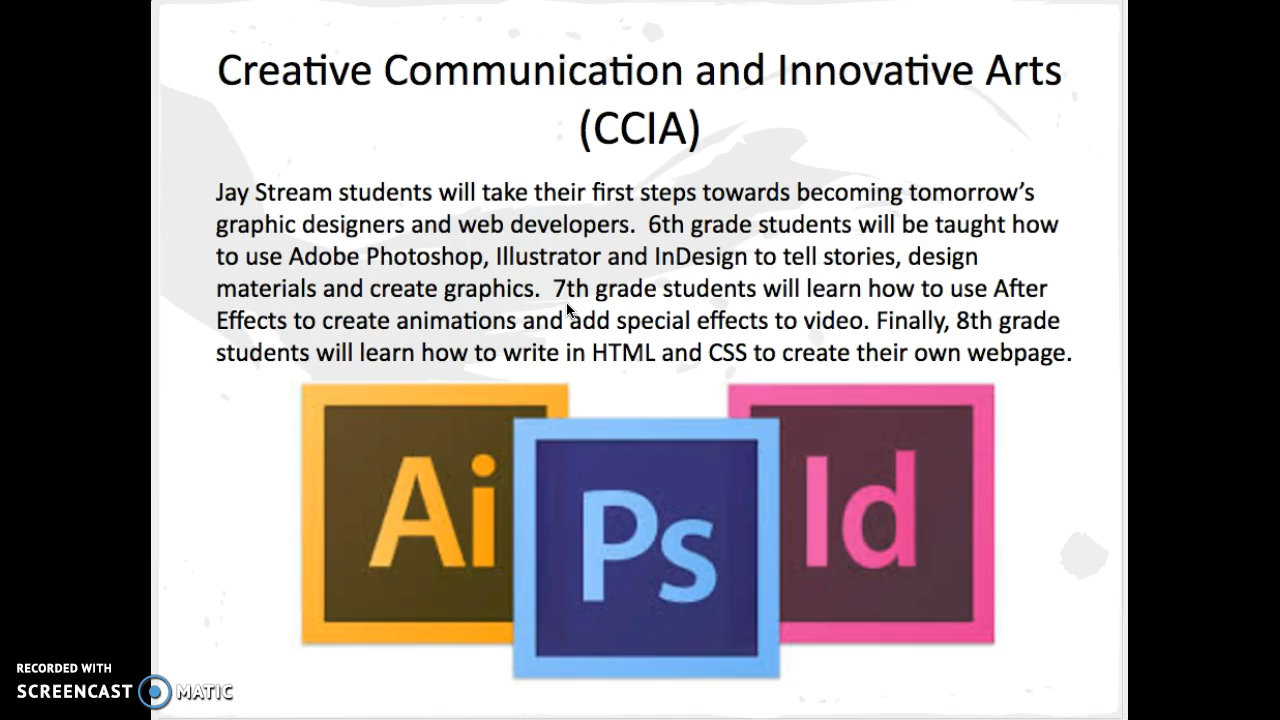 Creative Communication and Innovative Arts
(CCIA)
Jay Stream students will take their first steps towards becoming tomorrow’s
graphic designers and web developers.  6th grade students will be taught how
to use Adobe Photoshop, Illustrator and InDesign to tell stories, design
materials and create graphics.  7th grade students will learn how to use After
Effects to create animations and add special effects to video. Finally, 8th grade
students will learn how to write in HTML and CSS to create their own webpage.
Ai
Ps
Id
RECORDED WITH
SCREENCAST MATIC